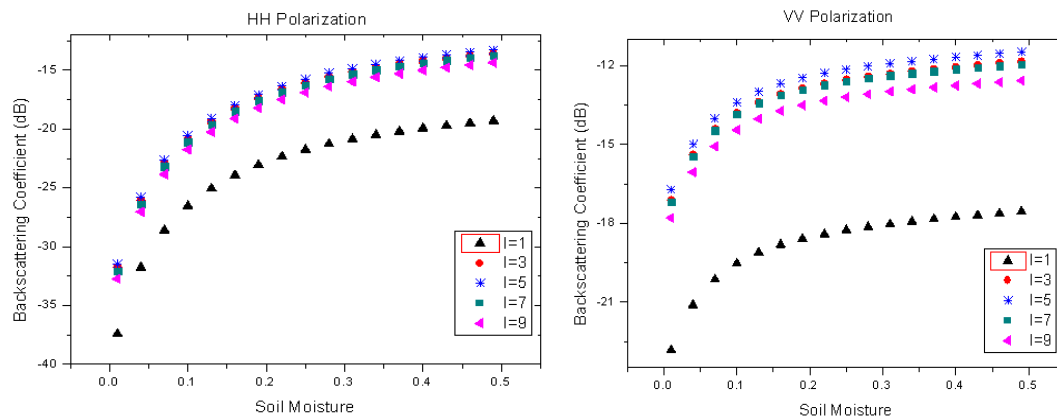 HH Polarization
-15
-20
-25
-30
-35
-40
Backscattering Coefficient (dB)
l=1
l=3
l=5
l=7
l=9
0.0 0.1 0.2 0.3 0.4 0.5
Soil Moisture
VV Polarization
-12
-15
-18
-21
Backscattering Coefficient (dB)
l=1
l=3
l=5
l=7
l=9
0.0 0.1 0.2 0.3 0.4 0.5
Soil Moisture